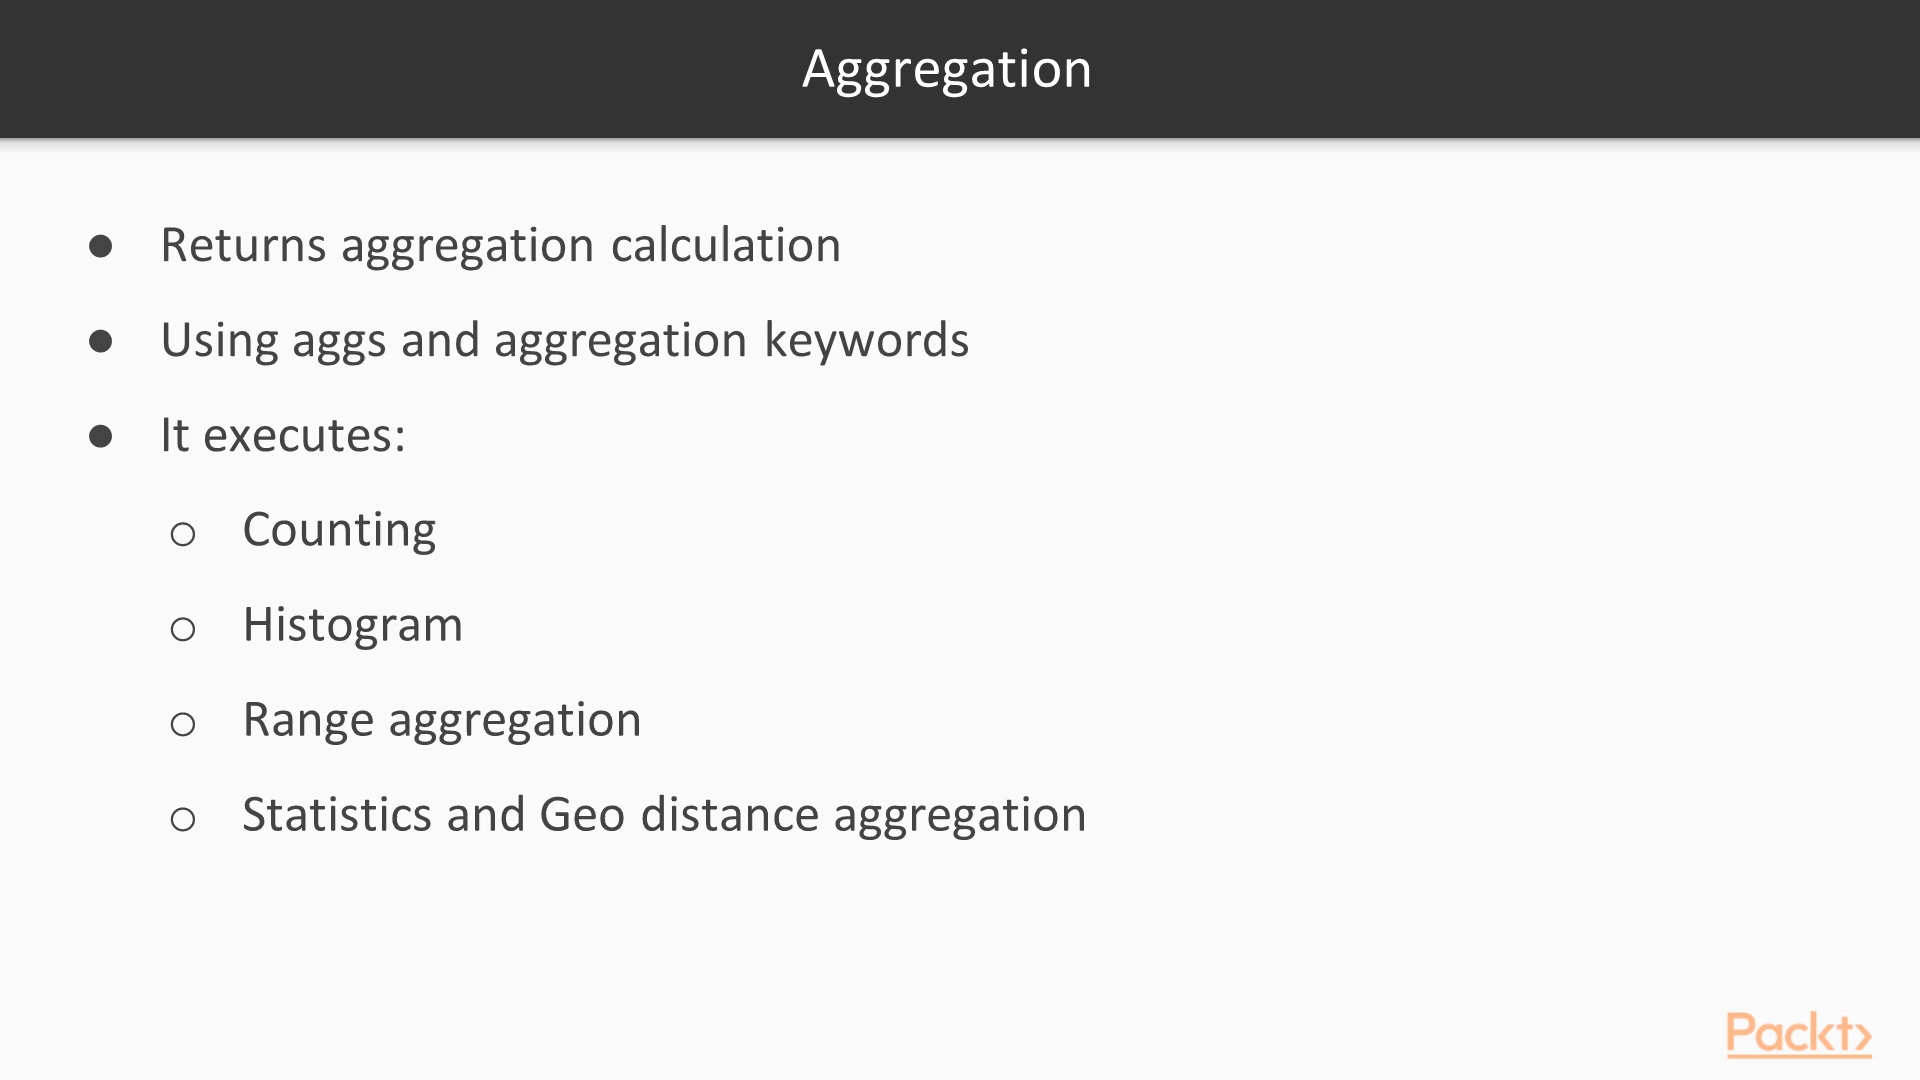 Aggregation
● Returns aggregation calculation
● Using aggs and aggregation keywords
● It executes:
○ Counting
○ Histogram
○ Range aggregation
○ Statistics and Geo distance aggregation
Packt>